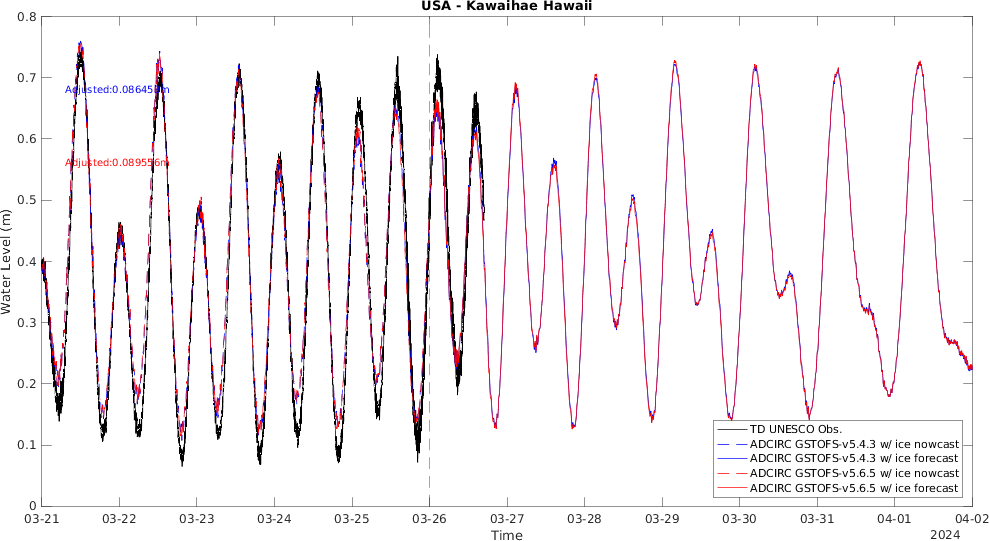 USA - Kawaihae Hawaii
0.8
0.7
0.6
0.5
0.4
0.3
0.2
0.1
0
Water Level (m)
Adjusted:0.08645 m
Adjusted:0.089556m
TD UNESCO Obs.
ADCIRC GSTOFS-v5.4.3 w/ ice nowcast
ADCIRC GSTOFS-v5.4.3 w/ ice forecast
ADCIRC GSTOFS-v5.6.5 w/ ice nowcast
ADCIRC GSTOFS-v5.6.5 w/ ice forecast
03-21 03-22 03-23 03-24 03-25 03-26 03-27 03-28 03-29 03-30 03-31 04-01 04-02
Time
2024